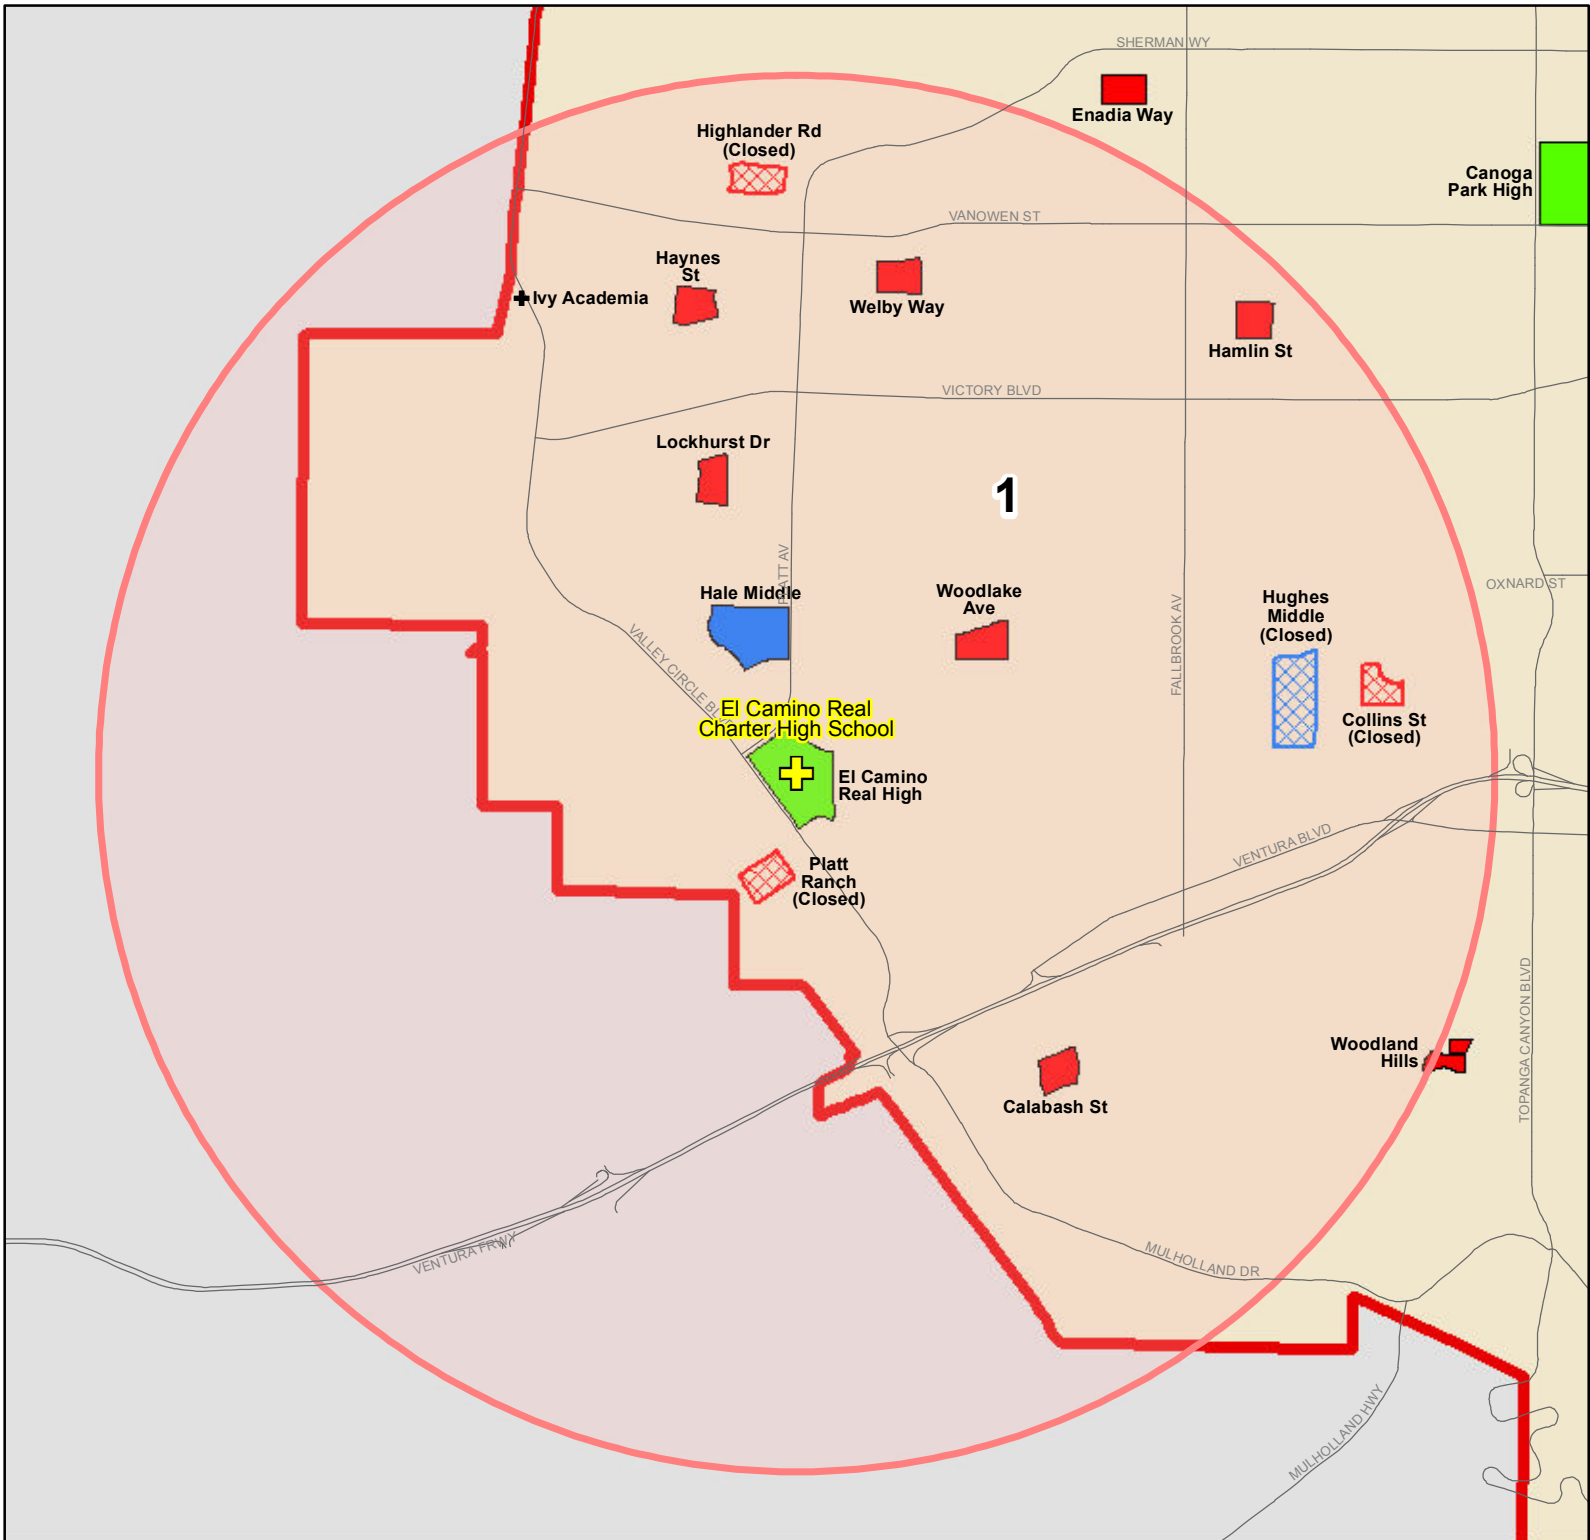 SHERMAN WY
Enadia Way
Highlander Rd
(Closed)
Canoga
Park High
VANOWEN ST
Haynes
St
Ivy Academia
Welby Way
Hamlin St
VICTORY BLVD
Lockhurst Dr
1
PLATT AV
OXNARD ST
Hale Middle
Woodlake
Ave
FALLBROOK AV
Hughes
Middle
(Closed)
VALLEY CIRCLE BLVD
El Camino Real
Charter High School
Collins St
(Closed)
El Camino
Real High
VENTURA BLVD
Platt
Ranch
(Closed)
TOPANGA CANYON BLVD
Woodland
Hills
Calabash St
VENTURA FRWY
MULHOLLAND DR
MULHOLLAND HWY